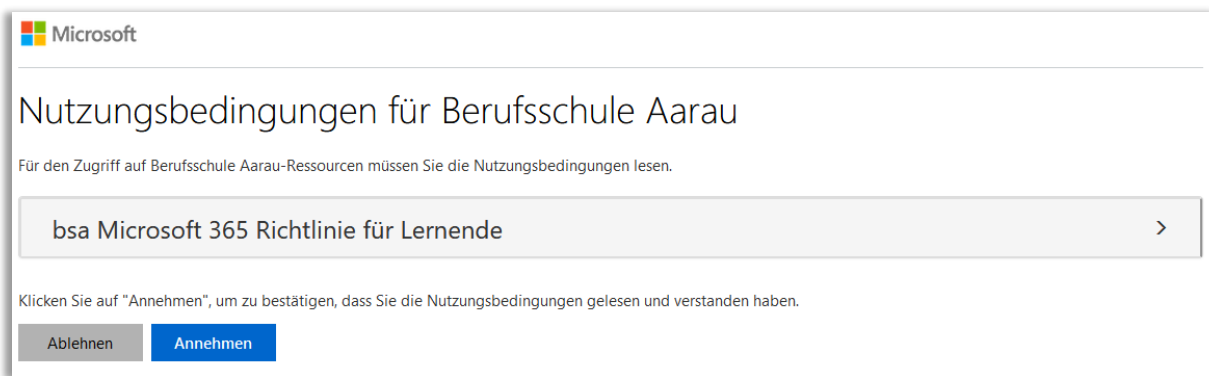 Microsoft
Nutzungsbedingungen für Berufsschule Aarau
Für den Zugriff auf Berufsschule Aarau-Ressourcen müssen Sie die Nutzungsbedingungen lesen.
bsa Microsoft 365 Richtlinie für Lernende
Klicken Sie auf "Annehmen", um zu bestätigen, dass Sie die Nutzungsbedingungen gelesen und verstanden haben.
Ablehnen Annehmen